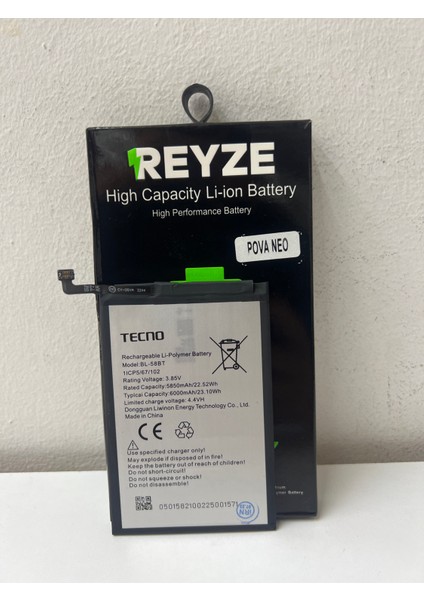 REYZE
High Capacity Li-ion Battery
High Performance Battery
POVA NEO
TECNO
Rechargeable Li-Polymer Battery
Model:BL-58BT
1ICP5/67/102
Rating Voltage: 3.85V
Rated Capacity:5850mAh/22.52Wh
Typical Capacity:6000mAh/23.10Wh
Limited charge voltage: 4.4VH
Dongguan Liwinon Energy Technology Co., Ltd.
Made in China
CE
Use specified charger only!
May explode if disposed of in fire!
Keep the battery out of reach of children!
Do not short-circuit!
Do not squeeze or shock!
Do not disassemble!
050158210022500157